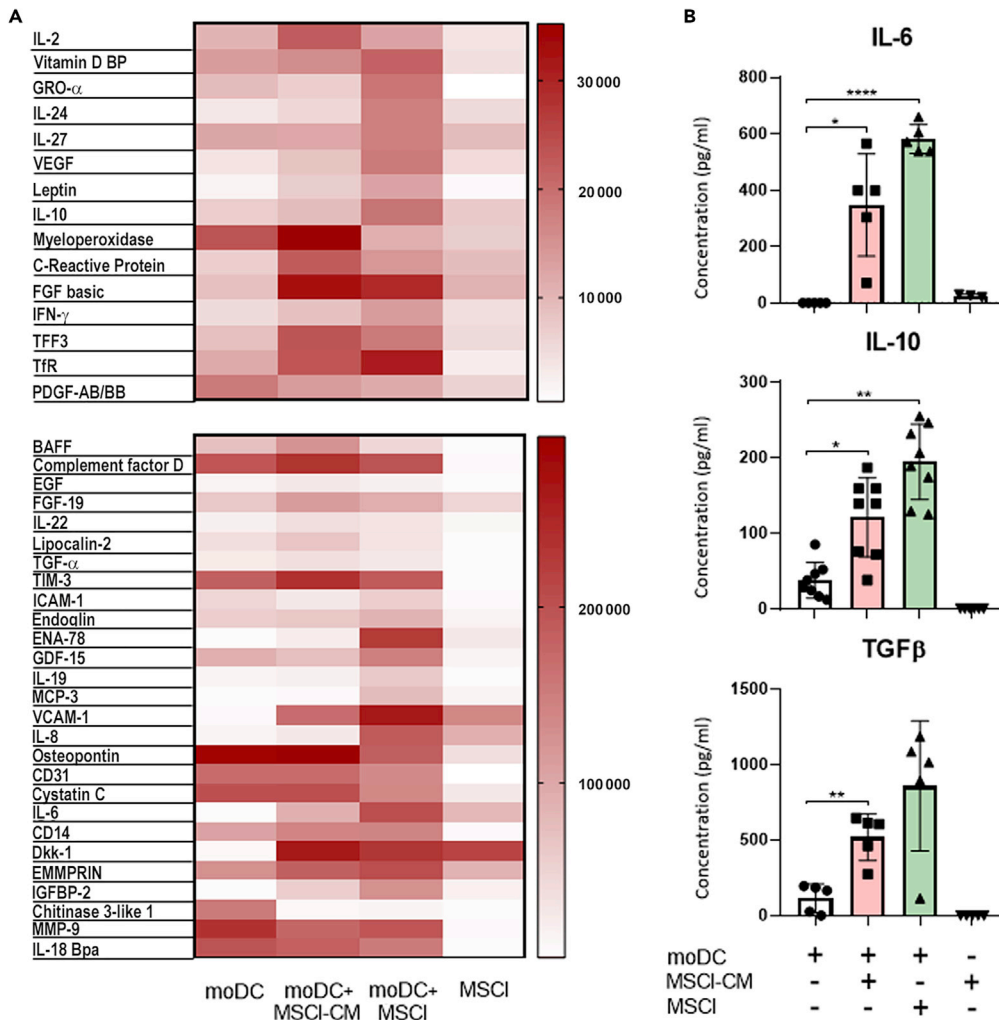 A
IL-2
Vitamin D BP
GRO-α
IL-24
IL-27
VEGF
Leptin
IL-10
Myeloperoxidase
C-Reactive Protein
FGF basic
IFN-γ
TFF3
TfR
PDGF-AB/BB
30 000
20 000
10 000
BAFF
Complement factor D
EGF
FGF-19
IL-22
Lipocalin-2
TGF-α
TIM-3
ICAM-1
Endoglin
ENA-78
GDF-15
IL-19
MCP-3
VCAM-1
IL-8
Osteopontin
CD31
Cystatin C
IL-6
CD14
Dkk-1
EMMPRIN
IGFBP-2
Chitinase 3-like 1
MMP-9
IL-18 Bpa
200 000
100 000
moDC
moDC+
MSCI-CM
moDC+
MSCI
MSCI
B
IL-6
Concentration (pg/ml)
800
600
400
200
0
****
*
IL-10
Concentration (pg/ml)
300
200
100
0
**
*
TGFβ
Concentration (pg/ml)
1500
1000
500
0
**
moDC + + + -
MSCI-CM - + - +
MSCI - - + -